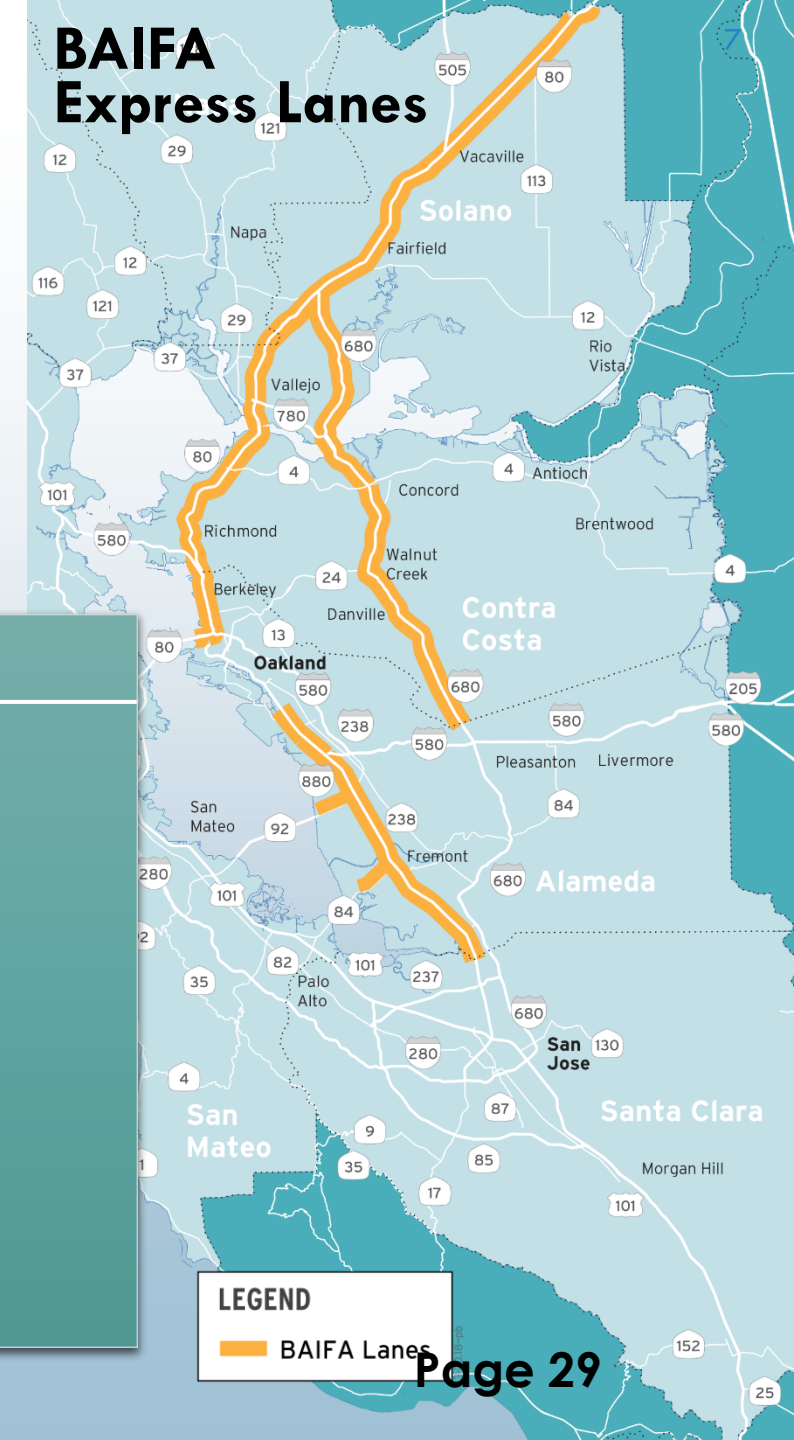 BAIFA
Express Lanes
7
505
80
121
29
12
Vacaville
113
Solano
Napa
Fairfield
12
116
121
29
12
680
Rio
Vista
37
37
Vallejo
780
80
4
4
Antioch
101
Concord
Brentwood
580
Richmond
Walnut
Creek
4
24
Berkeley
Danville
Contra
Costa
13
80
Oakland
580
680
205
238
580
580
580
Pleasanton
Livermore
880
San
Mateo
92
238
84
Fremont
280
101
680
Alameda
84
2
82
101
237
35
Palo
Alto
680
San
Jose
130
280
4
San
Mateo
87
Santa Clara
9
85
1
35
Morgan Hill
17
101
LEGEND
BAIFA Lanes
152
Page 29
25